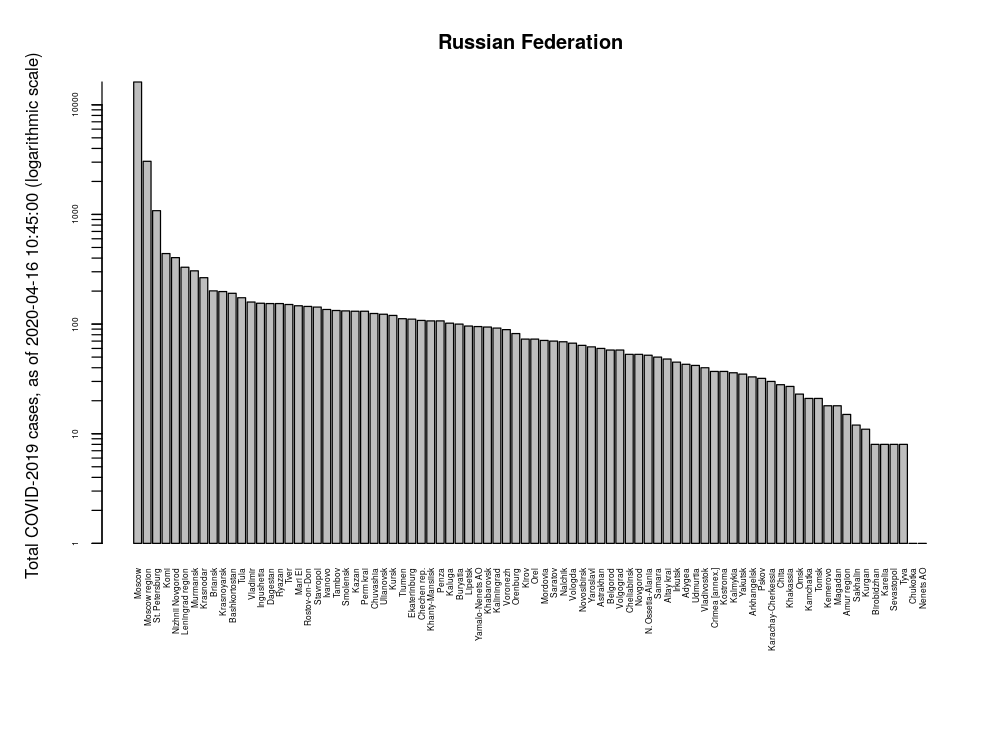 Russian Federation
Total COVID-2019 cases, as of 2020-04-16 10:45:00 (logarithmic scale)
10000
1000
100
10
1
Moscow
Moscow region
St. Petersburg
Komi
Nizhnii Novgorod
Leningrad region
Murmansk
Krasnodar
Briansk
Krasnoyarsk
Bashkortostan
Tula
Vladimir
Ingushetia
Dagestan
Ryazan
Tver
Mari El
Rostov-on-Don
Stavropol
Ivanivo
Tambov
Smolensk
Kazan
Perm krai
Chuvashia
Ulianovsk
Kursk
Tiumen
Ekaterinburg
Chechen rep.
Khanty-Mansiisk
Penza
Kaluga
Buryatia
Lipetsk
Yamalo-Nenets AO
Khabarovsk
Kaliningrad
Voronezh
Orenburg
Kirov
Orel
Mordovia
Saratov
Nalchik
Vologda
Novosibirsk
Yaroslavl
Astrakhan
Belgorod
Volgograd
Cheliabinsk
Novgorod
N. Ossetia-Alania
Samara
Altay krai
Irkutsk
Adygea
Udmurtia
Vladivostok
Crimea [annex.]
Kostroma
Kalmykia
Yakutsk
Arkhangelsk
Pskov
Karachay-Cherkessia
Chita
Khakassia
Omsk
Kamchatka
Tomsk
Kemerovo
Magadan
Amur region
Sakhalin
Kurgan
Birobidzhan
Karelia
Sevastopol
Tyva
Chukotka
Nenets AO